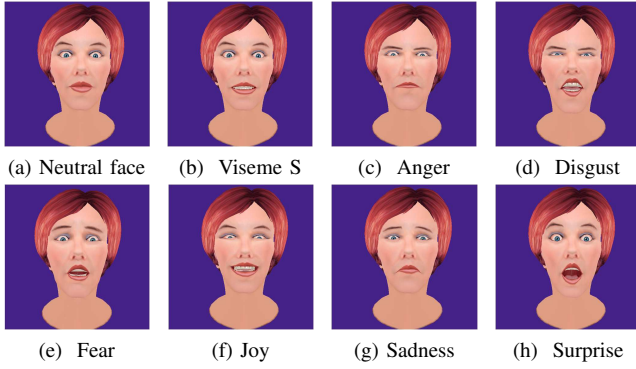 (a) Neutral face
(b) Viseme S
(c) Anger
(d) Disgust
(e) Fear
(f) Joy
(g) Sadness
(h) Surprise